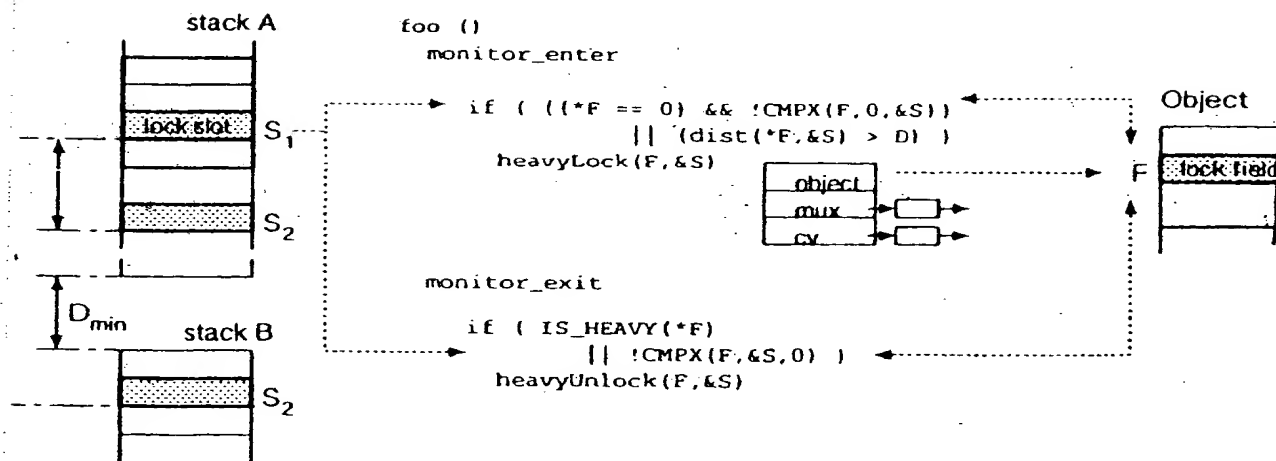 stack A
foo ()
monitor_enter
if ( ((*F == 0) && !CMPX(F,0,&S))
|| (dist(*F,&S) > D) )
heavyLock(F,&S)
lock slot
S1
S2
object
mux
cv
Object
F
lock field
monitor_exit
if ( IS_HEAVY(*F)
|| !CMPX(F,&S,0) )
heavyUnlock(F,&S)
Dmin
stack B
S2